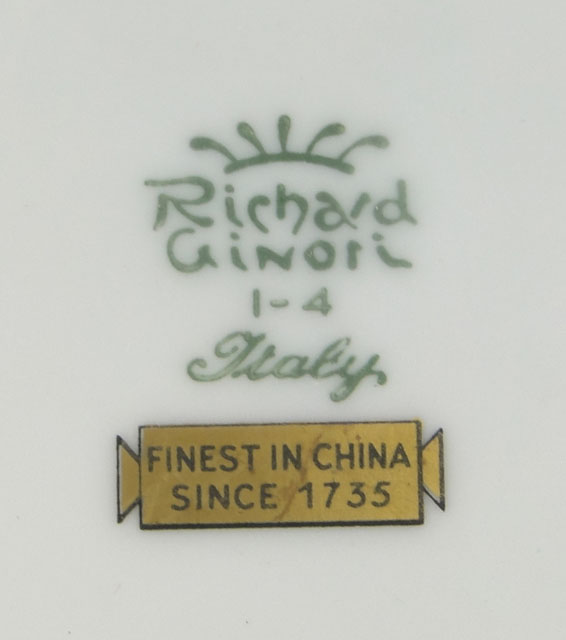 Richard
Ginori
1-4
Italy
FINEST IN CHINA
SINCE 1735